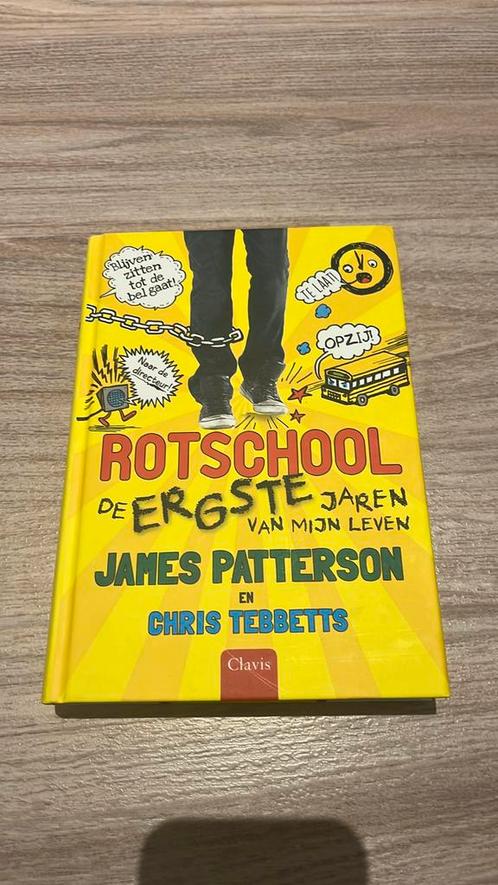 Blijven
zitten
tot de
bel gaat!
TE LAAT!
OPZIJ!
Naar de
directeur!
ROTSCHOOL
DE ERGSTE JAREN
VAN MIJN LEVEN
JAMES PATTERSON
EN
CHRIS TEBBETTS
Clavis